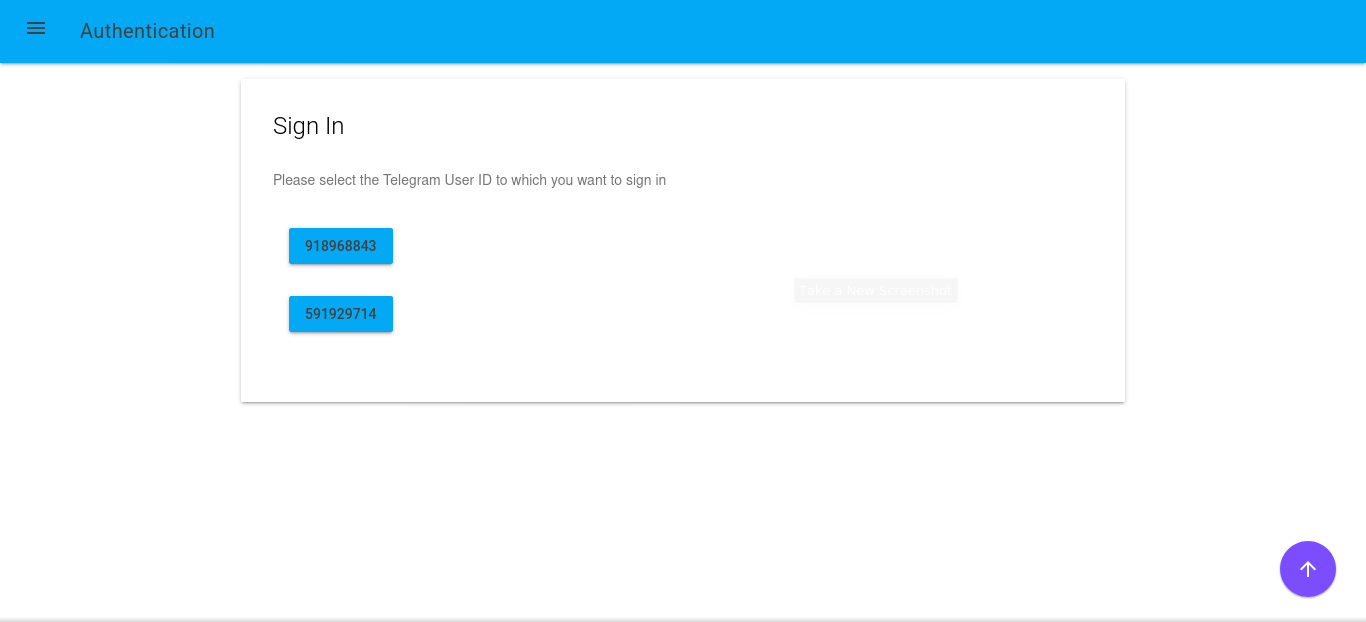 Authentication
Sign In
Please select the Telegram User ID to which you want to sign in
918968843
591929714
Take a New Screenshot